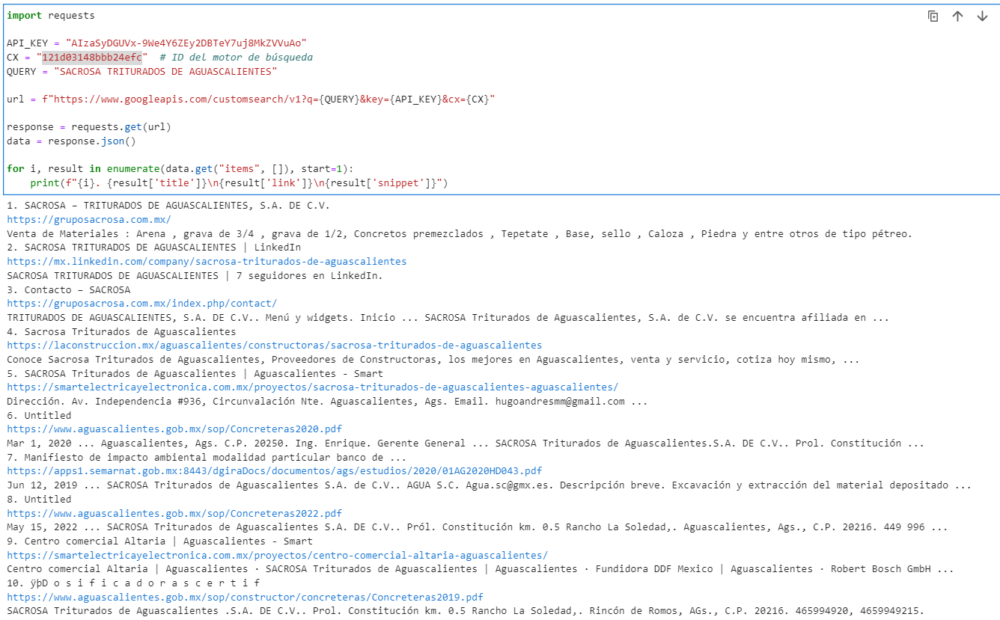 import requests
API_KEY = "AIzaSyDGUVx-9We4Y6ZEy2DBTeY7uj8MkZVVuAo"
CX = "121d03148bbb24efc"  # ID del motor de búsqueda
QUERY = "SACROSA TRITURADOS DE AGUASCALIENTES"
url = f"https://www.googleapis.com/customsearch/v1?q={QUERY}&key={API_KEY}&cx={CX}"
response = requests.get(url)
data = response.json()
for i, result in enumerate(data.get("items", []), start=1):
    print(f"{i}. {result['title']}\n{result['link']}\n{result['snippet']}")
1. SACROSA – TRITURADOS DE AGUASCALIENTES, S.A. DE C.V.
https://gruposacrosa.com.mx/
Venta de Materiales : Arena , grava de 3/4 , grava de 1/2, Concretos premezclados , Tepetate , Base, sello , Caloza , Piedra y entre otros de tipo pétreo.
2. SACROSA TRITURADOS DE AGUASCALIENTES | LinkedIn
https://mx.linkedin.com/company/sacrosa-triturados-de-aguascalientes
SACROSA TRITURADOS DE AGUASCALIENTES | 7 seguidores en LinkedIn.
3. Contacto – SACROSA
https://gruposacrosa.com.mx/index.php/contact/
TRITURADOS DE AGUASCALIENTES, S.A. DE C.V.. Menú y widgets. Inicio ... SACROSA Triturados de Aguascalientes, S.A. de C.V. se encuentra afiliada en ...
4. Sacrosa Triturados de Aguascalientes
https://laconstruccion.mx/aguascalientes/constructoras/sacrosa-triturados-de-aguascalientes
Conoce Sacrosa Triturados de Aguascalientes, Proveedores de Constructoras, los mejores en Aguascalientes, venta y servicio, cotiza hoy mismo, ...
5. SACROSA Triturados de Aguascalientes | Aguascalientes - Smart
https://smartelectricayelectronica.com.mx/proyectos/sacrosa-triturados-de-aguascalientes-aguascalientes/
Dirección. Av. Independencia #936, Circunvalación Nte. Aguascalientes, Ags. Email. hugoandresmm@gmail.com ...
6. Untitled
https://www.aguascalientes.gob.mx/sop/Concreteras2020.pdf
Mar 1, 2020 ... Aguascalientes, Ags. C.P. 20250. Ing. Enrique. Gerente General ... SACROSA Triturados de Aguascalientes.S.A. DE C.V.. Prol. Constitución ...
7. Manifiesto de impacto ambiental modalidad particular banco de ...
https://apps1.semarnat.gob.mx:8443/dgiraDocs/documentos/ags/estudios/2020/01AG2020HD043.pdf
Jun 12, 2019 ... SACROSA Triturados de Aguascalientes S.A. de C.V.. AGUA S.C. Agua.sc@gmx.es. Descripción breve. Excavación y extracción del material depositado ...
8. Untitled
https://www.aguascalientes.gob.mx/sop/Concreteras2022.pdf
May 15, 2022 ... SACROSA Triturados de Aguascalientes S.A. DE C.V.. Pról. Constitución km. 0.5 Rancho La Soledad,. Aguascalientes, Ags., C.P. 20216. 449 996 ...
9. Centro comercial Altaria | Aguascalientes - Smart
https://smartelectricayelectronica.com.mx/proyectos/centro-comercial-altaria-aguascalientes/
Centro comercial Altaria | Aguascalientes · SACROSA Triturados de Aguascalientes | Aguascalientes · Fundidora DDF Mexico | Aguascalientes · Robert Bosch GmbH ...
10. ÿþD o s i f i c a d o r a s c e r t i f
https://www.aguascalientes.gob.mx/sop/constructor/concreteras/Concreteras2019.pdf
SACROSA Triturados de Aguascalientes .S.A. DE C.V.. Prol. Constitución km. 0.5 Rancho La Soledad,. Rincón de Romos, AGs., C.P. 20216. 465994920, 4659949215.